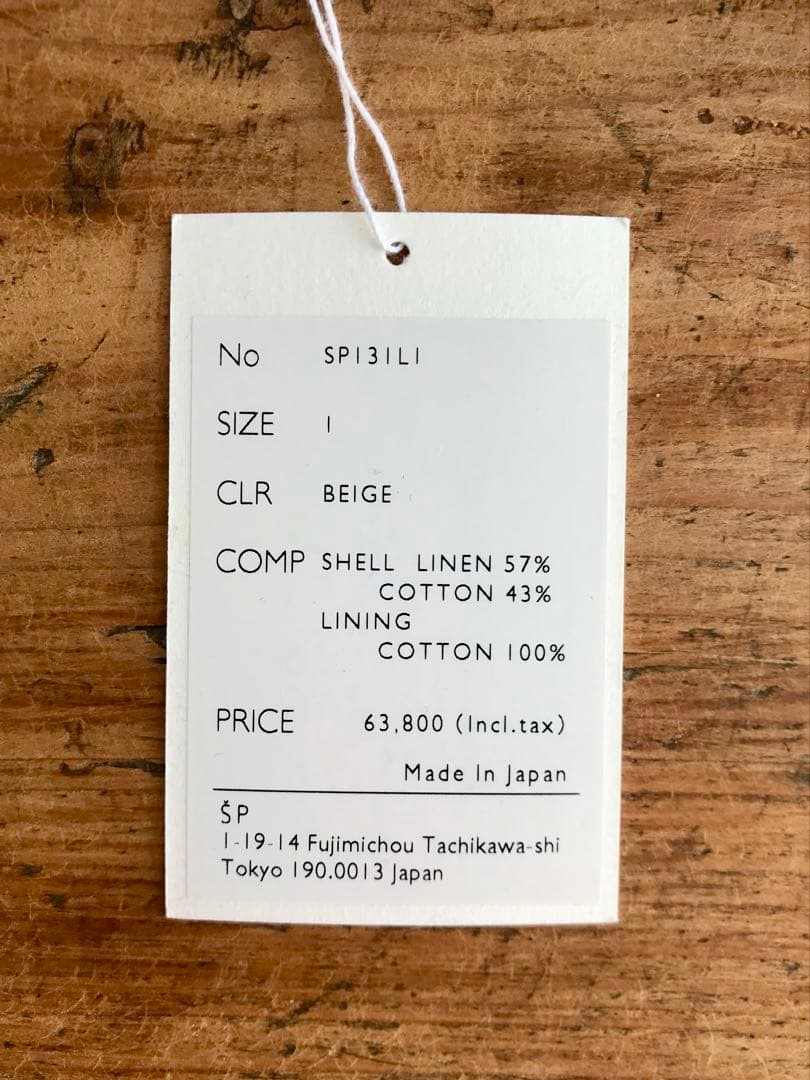 No SP131L1
SIZE 1
CLR BEIGE
COMP SHELL LINEN 57%
COTTON 43%
LINING
COTTON 100%
PRICE 63,800 (Incl.tax)
Made In Japan
ŠP
1-19-14 Fujimichou Tachikawa-shi
Tokyo 190.0013 Japan